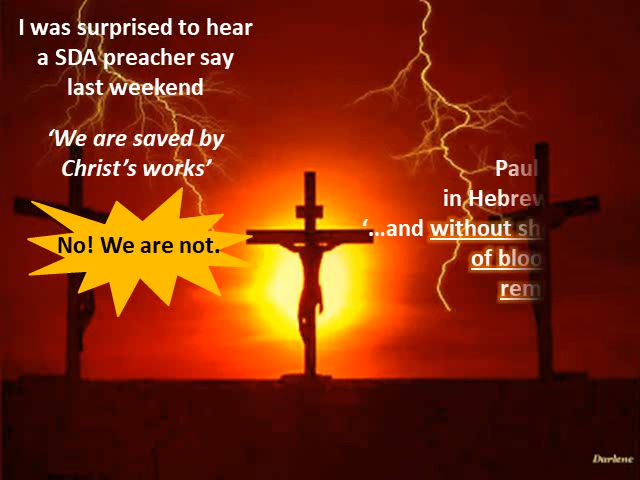 I was surprised to hear
a SDA preacher say
last weekend
‘We are saved by
Christ’s works’
No! We are not.
Paul
in Hebrew
‘…and without sh
of bloo
rem
Darlene